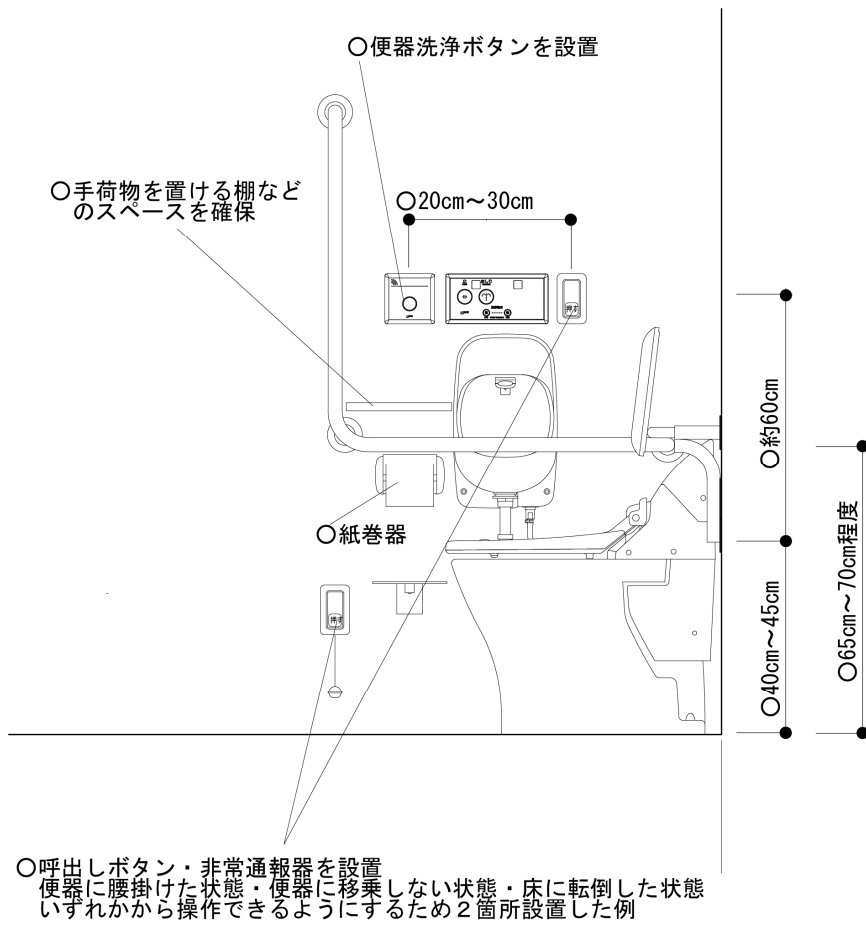 ○便器洗浄ボタンを設置
○手荷物を置ける棚など
のスペースを確保
○20cm～30cm
押す
○約60cm
○65cm～70cm程度
○40cm～45cm
○紙巻器
押す
○呼出しボタン・非常通報器を設置
便器に腰掛けた状態・便器に移乗しない状態・床に転倒した状態
いずれかから操作できるようにするため２箇所設置した例